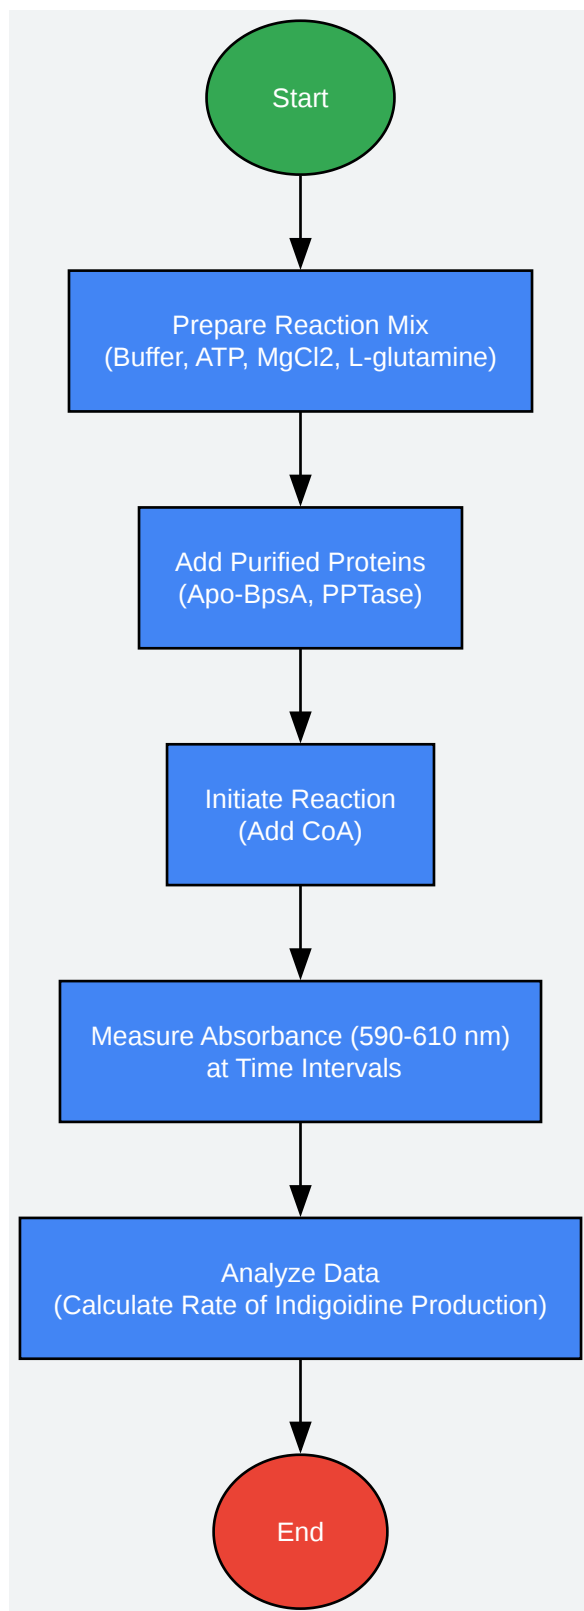 Start
Prepare Reaction Mix
(Buffer, ATP, MgCl2, L-glutamine)
Add Purified Proteins
(Apo-BpsA, PPTase)
Initiate Reaction
(Add CoA)
Measure Absorbance (590-610 nm)
at Time Intervals
Analyze Data
(Calculate Rate of Indigoidine Production)
End